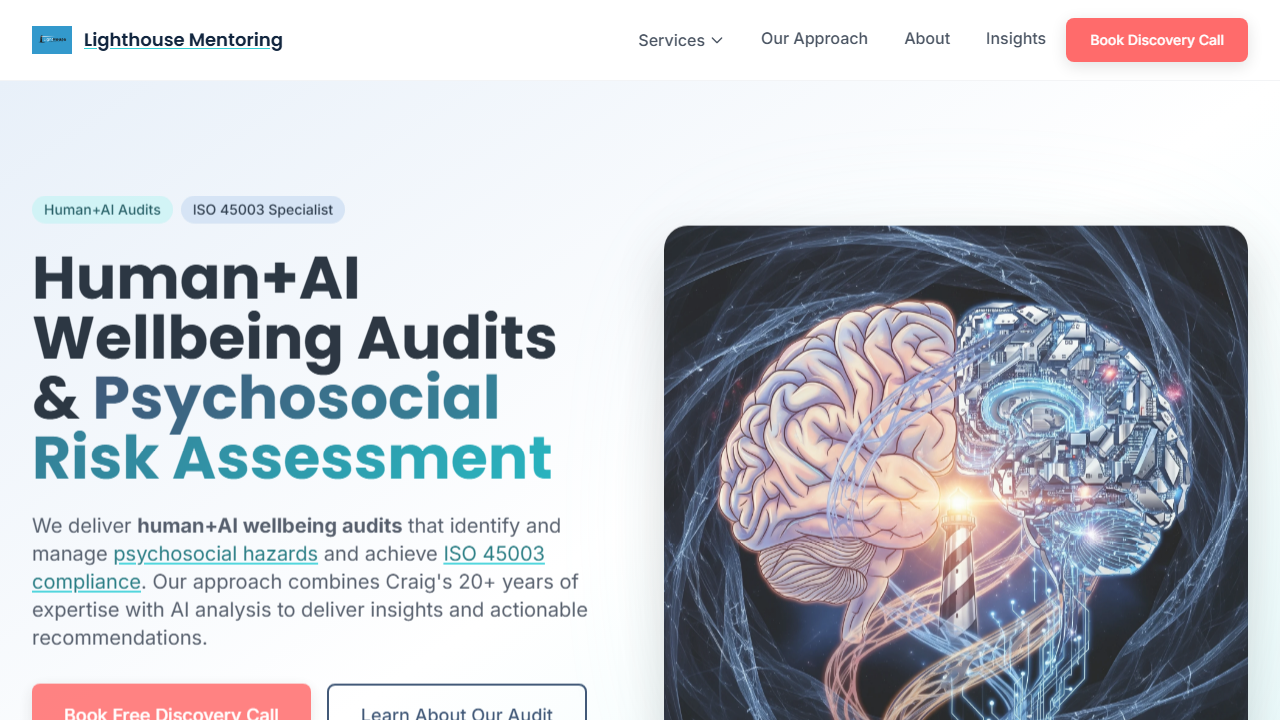 Lighthouse Mentoring
Services
Our Approach
About
Insights
Book Discovery Call
Human+AI Audits
ISO 45003 Specialist
Human+AI
Wellbeing Audits
& Psychosocial
Risk Assessment
We deliver human+AI wellbeing audits that identify and
manage psychosocial hazards and achieve ISO 45003
compliance. Our approach combines Craig's 20+ years of
expertise with AI analysis to deliver insights and actionable
recommendations.
Book Free Discovery Call
Learn About Our Audit